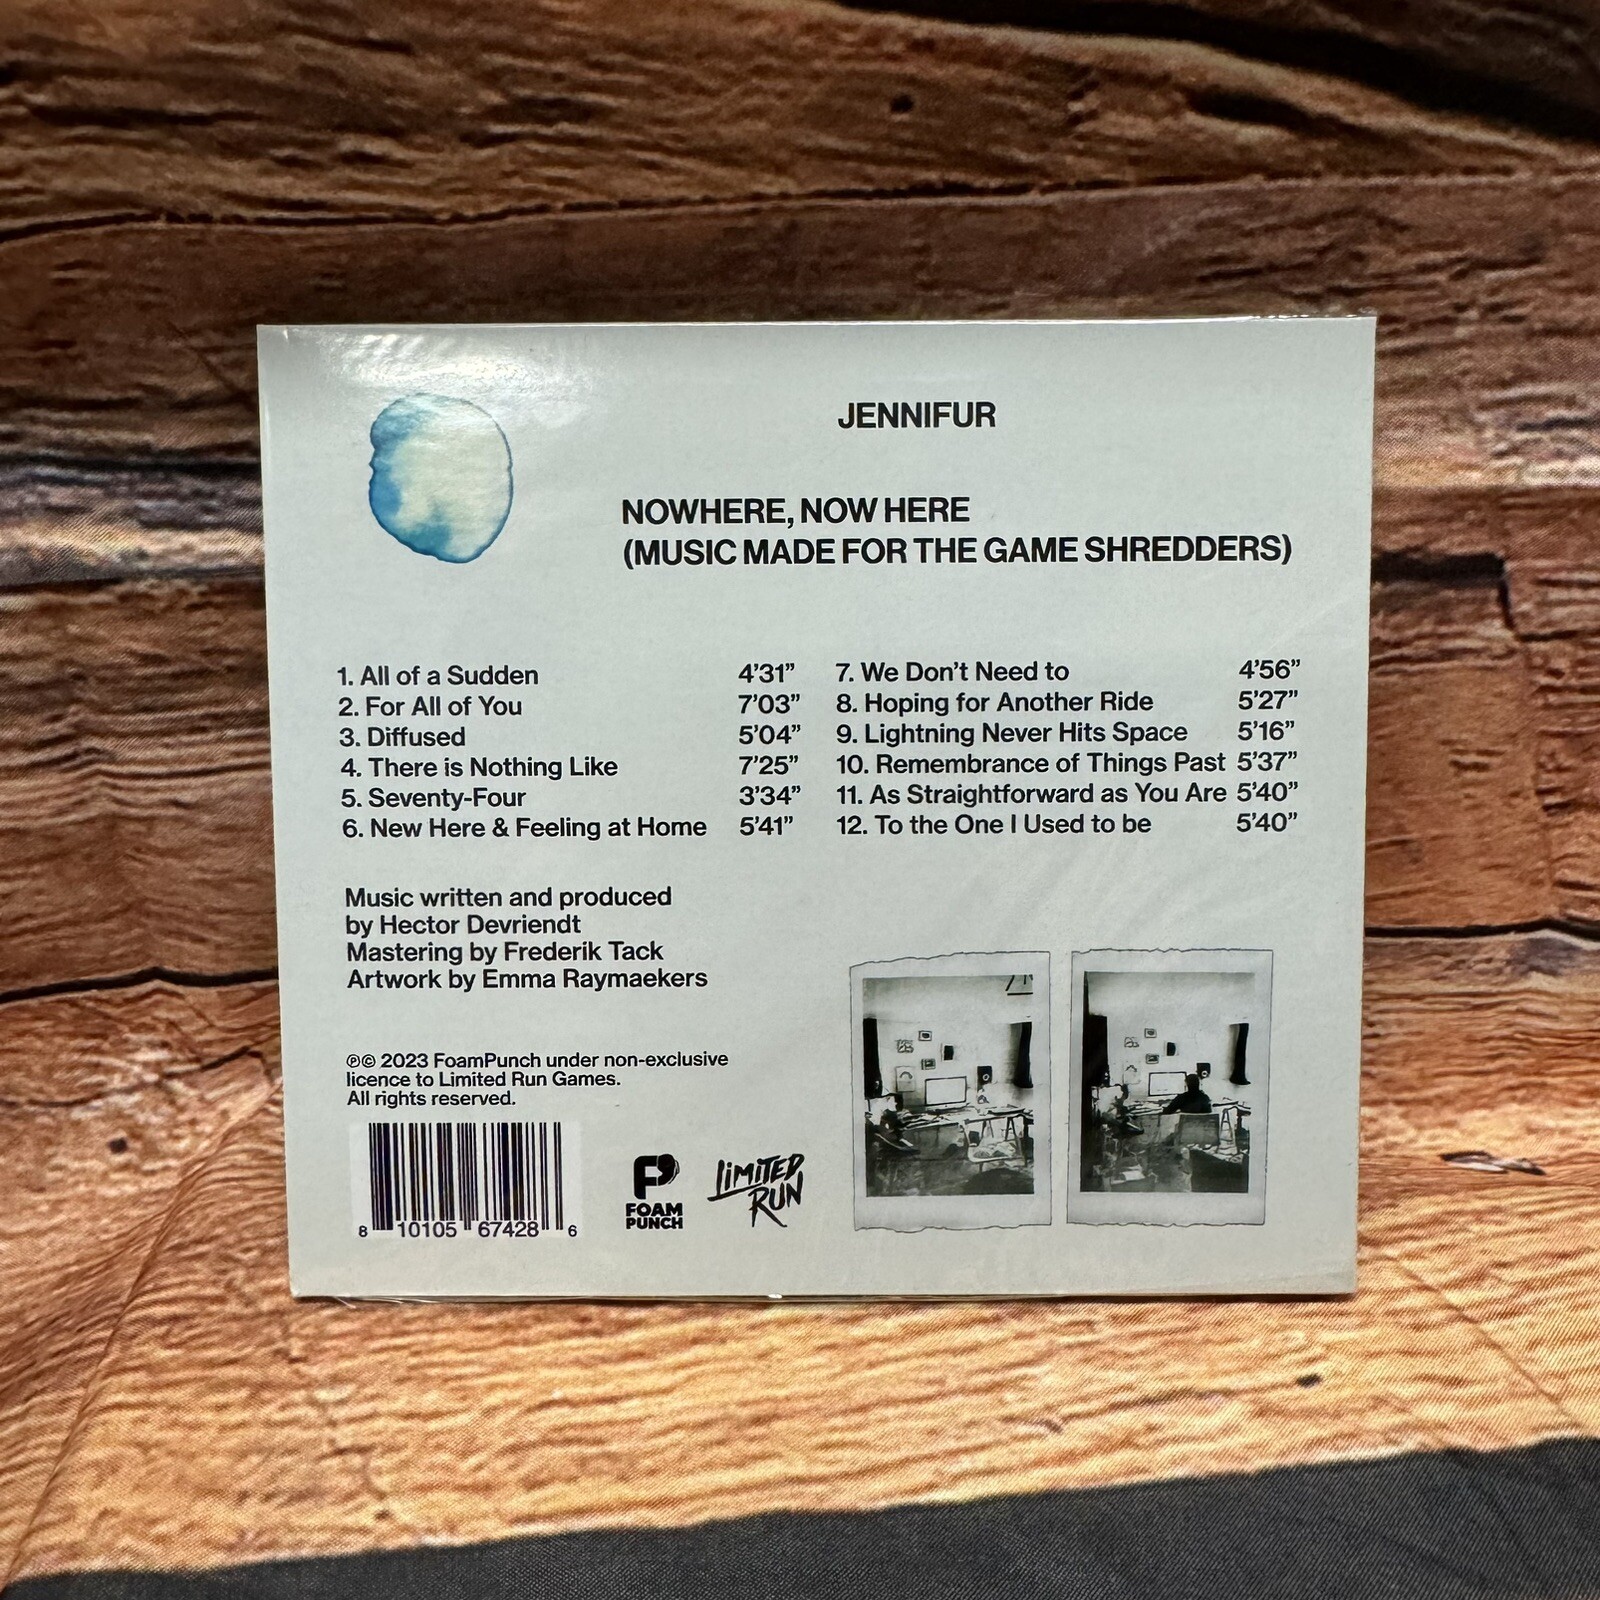 JENNIFUR
NOWHERE, NOW HERE
(MUSIC MADE FOR THE GAME SHREDDERS)
1. All of a Sudden 4’31”
2. For All of You 7’03”
3. Diffused 5’04”
4. There is Nothing Like 7’25”
5. Seventy-Four 3’34”
6. New Here & Feeling at Home 5’41”
7. We Don’t Need to 4’56”
8. Hoping for Another Ride 5’27”
9. Lightning Never Hits Space 5’16”
10. Remembrance of Things Past 5’37”
11. As Straightforward as You Are 5’40”
12. To the One I Used to be 5’40”
Music written and produced
by Hector Devriendt
Mastering by Frederik Tack
Artwork by Emma Raymaekers
℗© 2023 FoamPunch under non-exclusive
licence to Limited Run Games.
All rights reserved.
8 10105 67428 6
FOAM
PUNCH
LIMITED
RUN